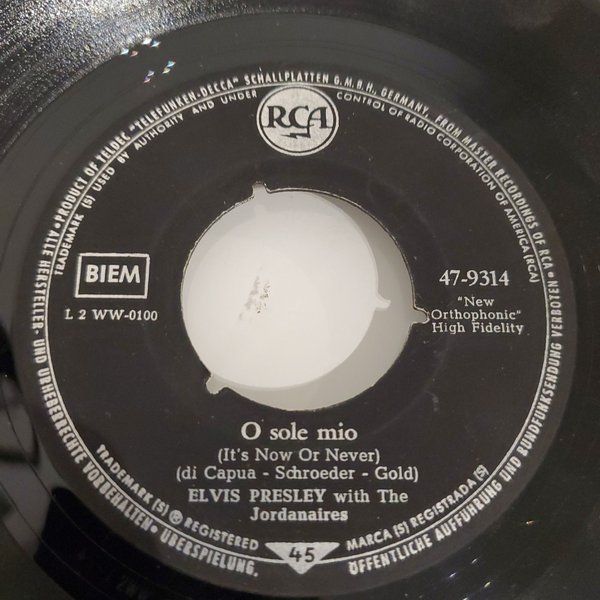 • PRODUCT OF TELDEC "TELEFUNKEN-DECCA" SCHALLPLATTEN G.M.B.H. GERMANY, FROM MASTER RECORDINGS OF RCA •
TRADEMARK (S) USED BY AUTHORITY AND UNDER CONTROL OF RADIO CORPORATION OF AMERICA (RCA)
RCA
BIEM
L 2 WW-0100
47-9314
"New
Orthophonic"
High Fidelity
O sole mio
(It's Now Or Never)
(di Capua - Schroeder - Gold)
ELVIS PRESLEY with The
Jordanaires
TRADEMARK (S) ® REGISTERED
45
MARCA (S) REGISTRADA (S)
ALLE HERSTELLER- UND URHEBERRECHTE VORBEHALTEN • ÜBERSPIELUNG, ÖFFENTLICHE AUFFÜHRUNG UND RUNDFUNKSENDUNG VERBOTEN